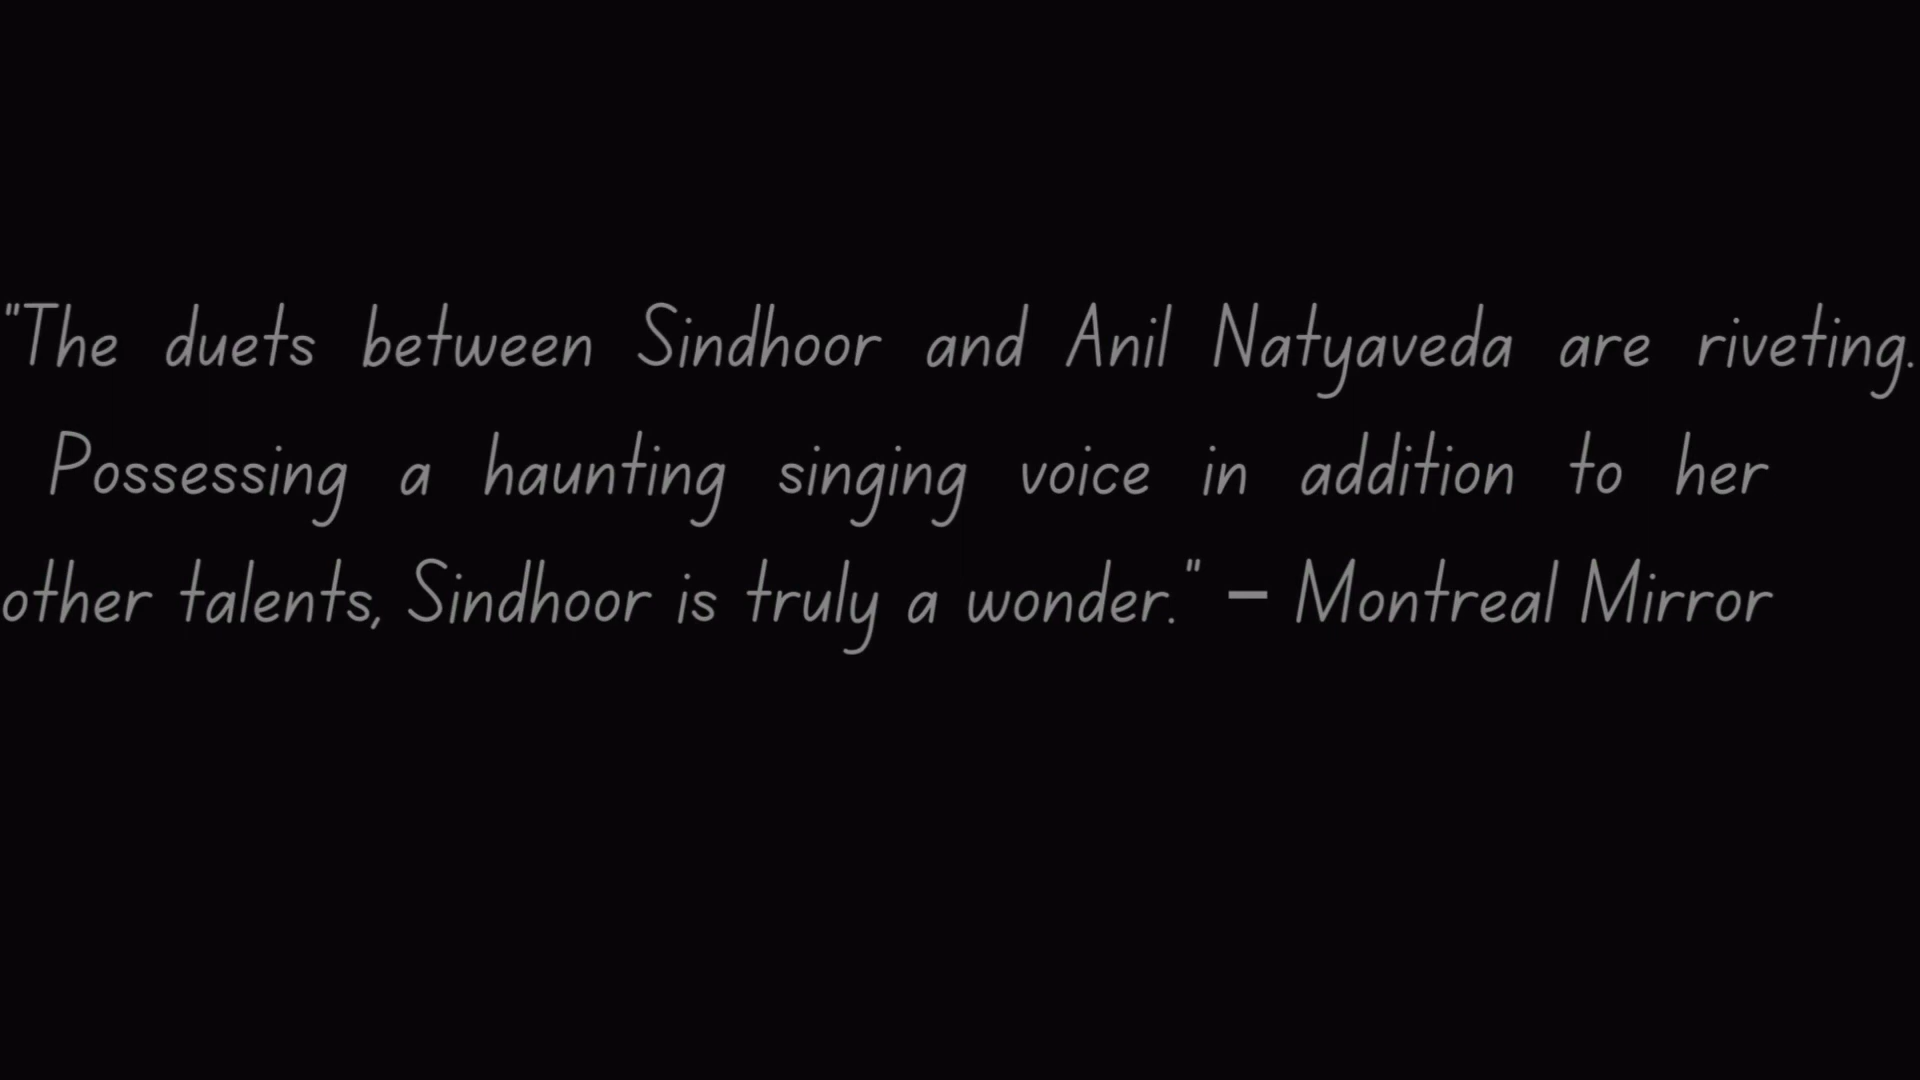 "The duets between Sindhoor and Anil Natyaveda are riveting.
Possessing a haunting singing voice in addition to her
other talents, Sindhoor is truly a wonder." – Montreal Mirror